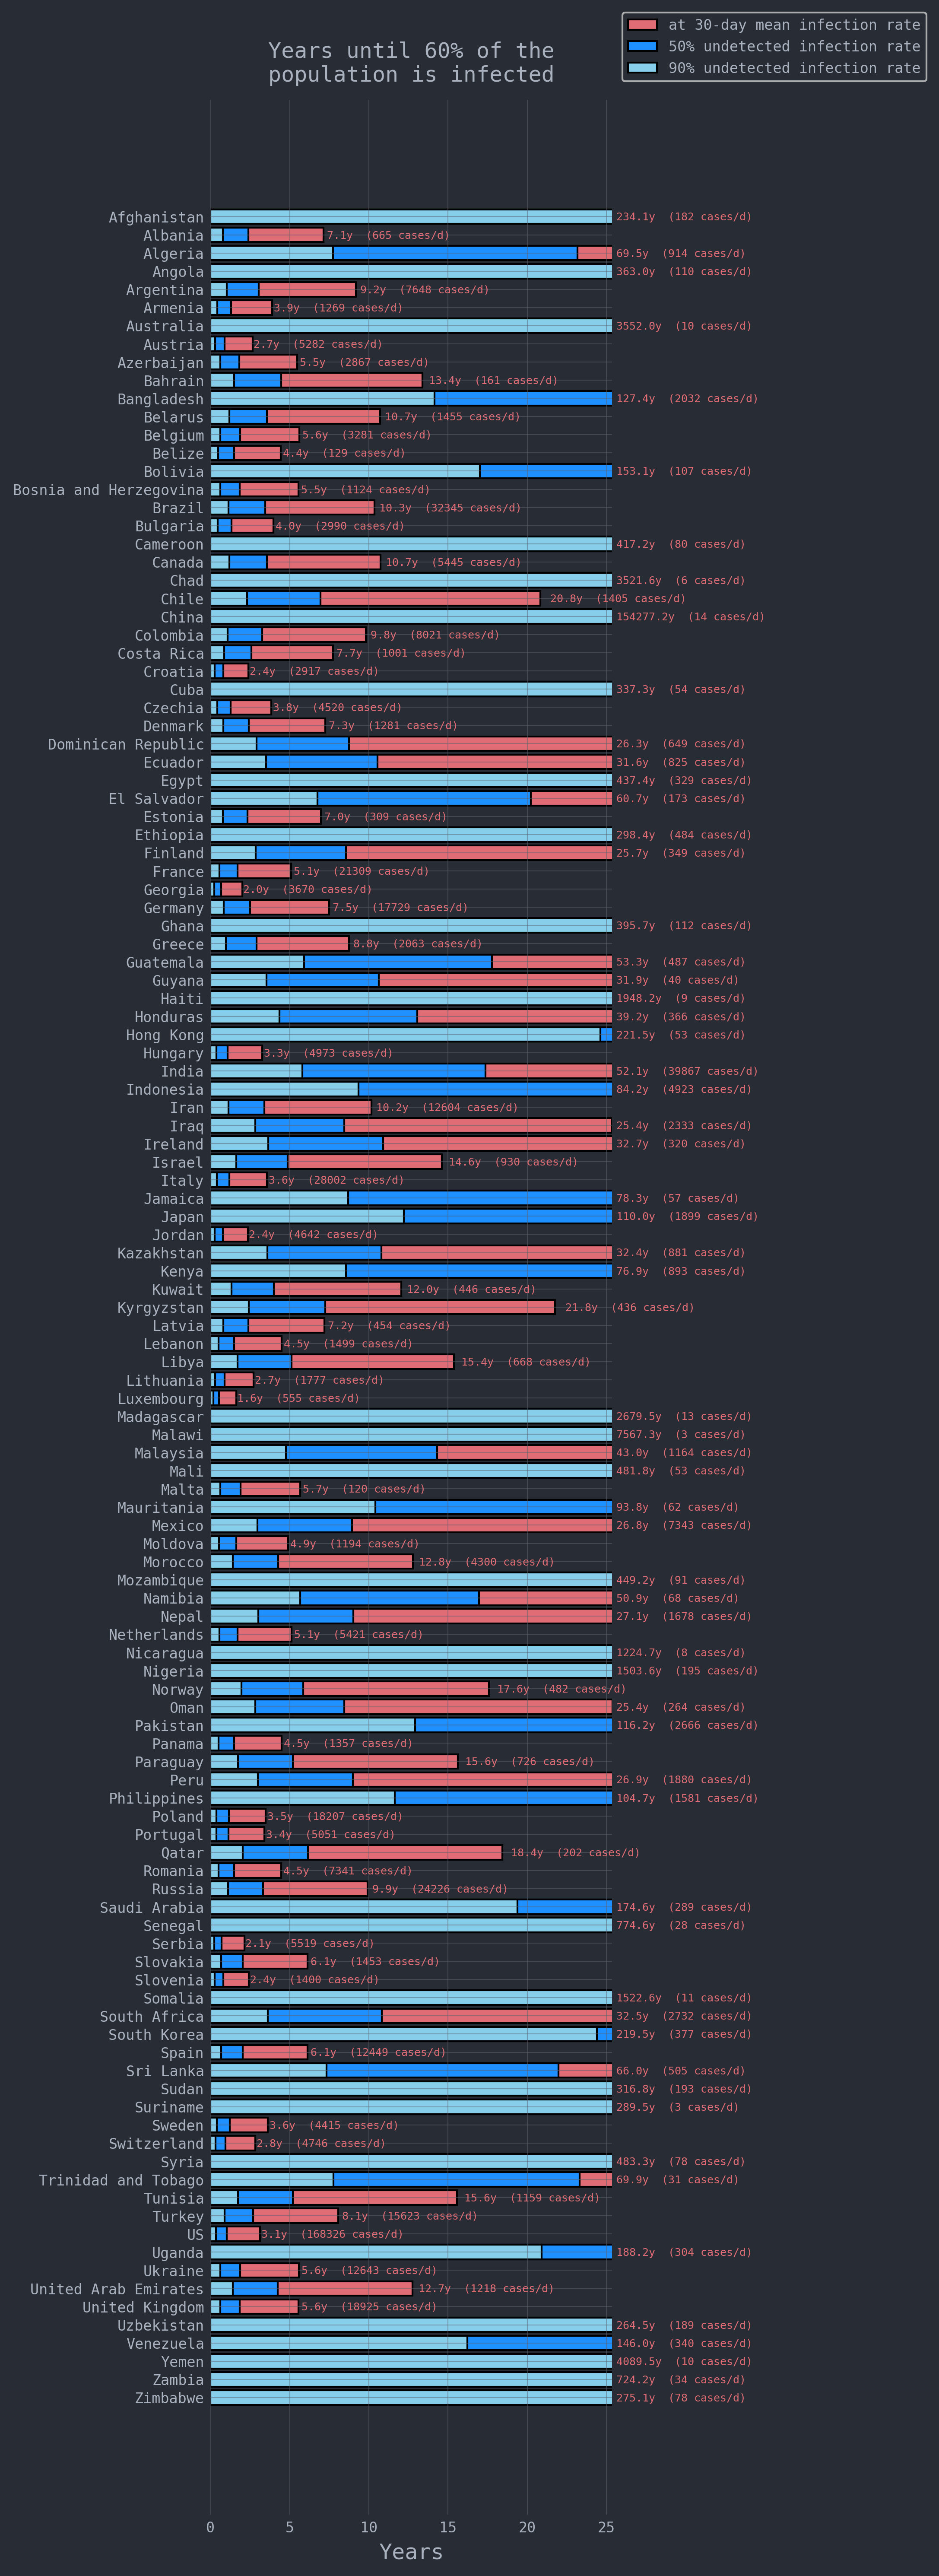 at 30-day mean infection rate
50% undetected infection rate
90% undetected infection rate
Years until 60% of the
population is infected
Afghanistan 234.1y (182 cases/d)
Albania 7.1y (665 cases/d)
Algeria 69.5y (914 cases/d)
Angola 363.0y (110 cases/d)
Argentina 9.2y (7648 cases/d)
Armenia 3.9y (1269 cases/d)
Australia 3552.0y (10 cases/d)
Austria 2.7y (5282 cases/d)
Azerbaijan 5.5y (2867 cases/d)
Bahrain 13.4y (161 cases/d)
Bangladesh 127.4y (2032 cases/d)
Belarus 10.7y (1455 cases/d)
Belgium 5.6y (3281 cases/d)
Belize 4.4y (129 cases/d)
Bolivia 153.1y (107 cases/d)
Bosnia and Herzegovina 5.5y (1124 cases/d)
Brazil 10.3y (32345 cases/d)
Bulgaria 4.0y (2990 cases/d)
Cameroon 417.2y (80 cases/d)
Canada 10.7y (5445 cases/d)
Chad 3521.6y (6 cases/d)
Chile 20.8y (1405 cases/d)
China 154277.2y (14 cases/d)
Colombia 9.8y (8021 cases/d)
Costa Rica 7.7y (1001 cases/d)
Croatia 2.4y (2917 cases/d)
Cuba 337.3y (54 cases/d)
Czechia 3.8y (4520 cases/d)
Denmark 7.3y (1281 cases/d)
Dominican Republic 26.3y (649 cases/d)
Ecuador 31.6y (825 cases/d)
Egypt 437.4y (329 cases/d)
El Salvador 60.7y (173 cases/d)
Estonia 7.0y (309 cases/d)
Ethiopia 298.4y (484 cases/d)
Finland 25.7y (349 cases/d)
France 5.1y (21309 cases/d)
Georgia 2.0y (3670 cases/d)
Germany 7.5y (17729 cases/d)
Ghana 395.7y (112 cases/d)
Greece 8.8y (2063 cases/d)
Guatemala 53.3y (487 cases/d)
Guyana 31.9y (40 cases/d)
Haiti 1948.2y (9 cases/d)
Honduras 39.2y (366 cases/d)
Hong Kong 221.5y (53 cases/d)
Hungary 3.3y (4973 cases/d)
India 52.1y (39867 cases/d)
Indonesia 84.2y (4923 cases/d)
Iran 10.2y (12604 cases/d)
Iraq 25.4y (2333 cases/d)
Ireland 32.7y (320 cases/d)
Israel 14.6y (930 cases/d)
Italy 3.6y (28002 cases/d)
Jamaica 78.3y (57 cases/d)
Japan 110.0y (1899 cases/d)
Jordan 2.4y (4642 cases/d)
Kazakhstan 32.4y (881 cases/d)
Kenya 76.9y (893 cases/d)
Kuwait 12.0y (446 cases/d)
Kyrgyzstan 21.8y (436 cases/d)
Latvia 7.2y (454 cases/d)
Lebanon 4.5y (1499 cases/d)
Libya 15.4y (668 cases/d)
Lithuania 2.7y (1777 cases/d)
Luxembourg 1.6y (555 cases/d)
Madagascar 2679.5y (13 cases/d)
Malawi 7567.3y (3 cases/d)
Malaysia 43.0y (1164 cases/d)
Mali 481.8y (53 cases/d)
Malta 5.7y (120 cases/d)
Mauritania 93.8y (62 cases/d)
Mexico 26.8y (7343 cases/d)
Moldova 4.9y (1194 cases/d)
Morocco 12.8y (4300 cases/d)
Mozambique 449.2y (91 cases/d)
Namibia 50.9y (68 cases/d)
Nepal 27.1y (1678 cases/d)
Netherlands 5.1y (5421 cases/d)
Nicaragua 1224.7y (8 cases/d)
Nigeria 1503.6y (195 cases/d)
Norway 17.6y (482 cases/d)
Oman 25.4y (264 cases/d)
Pakistan 116.2y (2666 cases/d)
Panama 4.5y (1357 cases/d)
Paraguay 15.6y (726 cases/d)
Peru 26.9y (1880 cases/d)
Philippines 104.7y (1581 cases/d)
Poland 3.5y (18207 cases/d)
Portugal 3.4y (5051 cases/d)
Qatar 18.4y (202 cases/d)
Romania 4.5y (7341 cases/d)
Russia 9.9y (24226 cases/d)
Saudi Arabia 174.6y (289 cases/d)
Senegal 774.6y (28 cases/d)
Serbia 2.1y (5519 cases/d)
Slovakia 6.1y (1453 cases/d)
Slovenia 2.4y (1400 cases/d)
Somalia 1522.6y (11 cases/d)
South Africa 32.5y (2732 cases/d)
South Korea 219.5y (377 cases/d)
Spain 6.1y (12449 cases/d)
Sri Lanka 66.0y (505 cases/d)
Sudan 316.8y (193 cases/d)
Suriname 289.5y (3 cases/d)
Sweden 3.6y (4415 cases/d)
Switzerland 2.8y (4746 cases/d)
Syria 483.3y (78 cases/d)
Trinidad and Tobago 69.9y (31 cases/d)
Tunisia 15.6y (1159 cases/d)
Turkey 8.1y (15623 cases/d)
US 3.1y (168326 cases/d)
Uganda 188.2y (304 cases/d)
Ukraine 5.6y (12643 cases/d)
United Arab Emirates 12.7y (1218 cases/d)
United Kingdom 5.6y (18925 cases/d)
Uzbekistan 264.5y (189 cases/d)
Venezuela 146.0y (340 cases/d)
Yemen 4089.5y (10 cases/d)
Zambia 724.2y (34 cases/d)
Zimbabwe 275.1y (78 cases/d)
0 5 10 15 20 25
Years